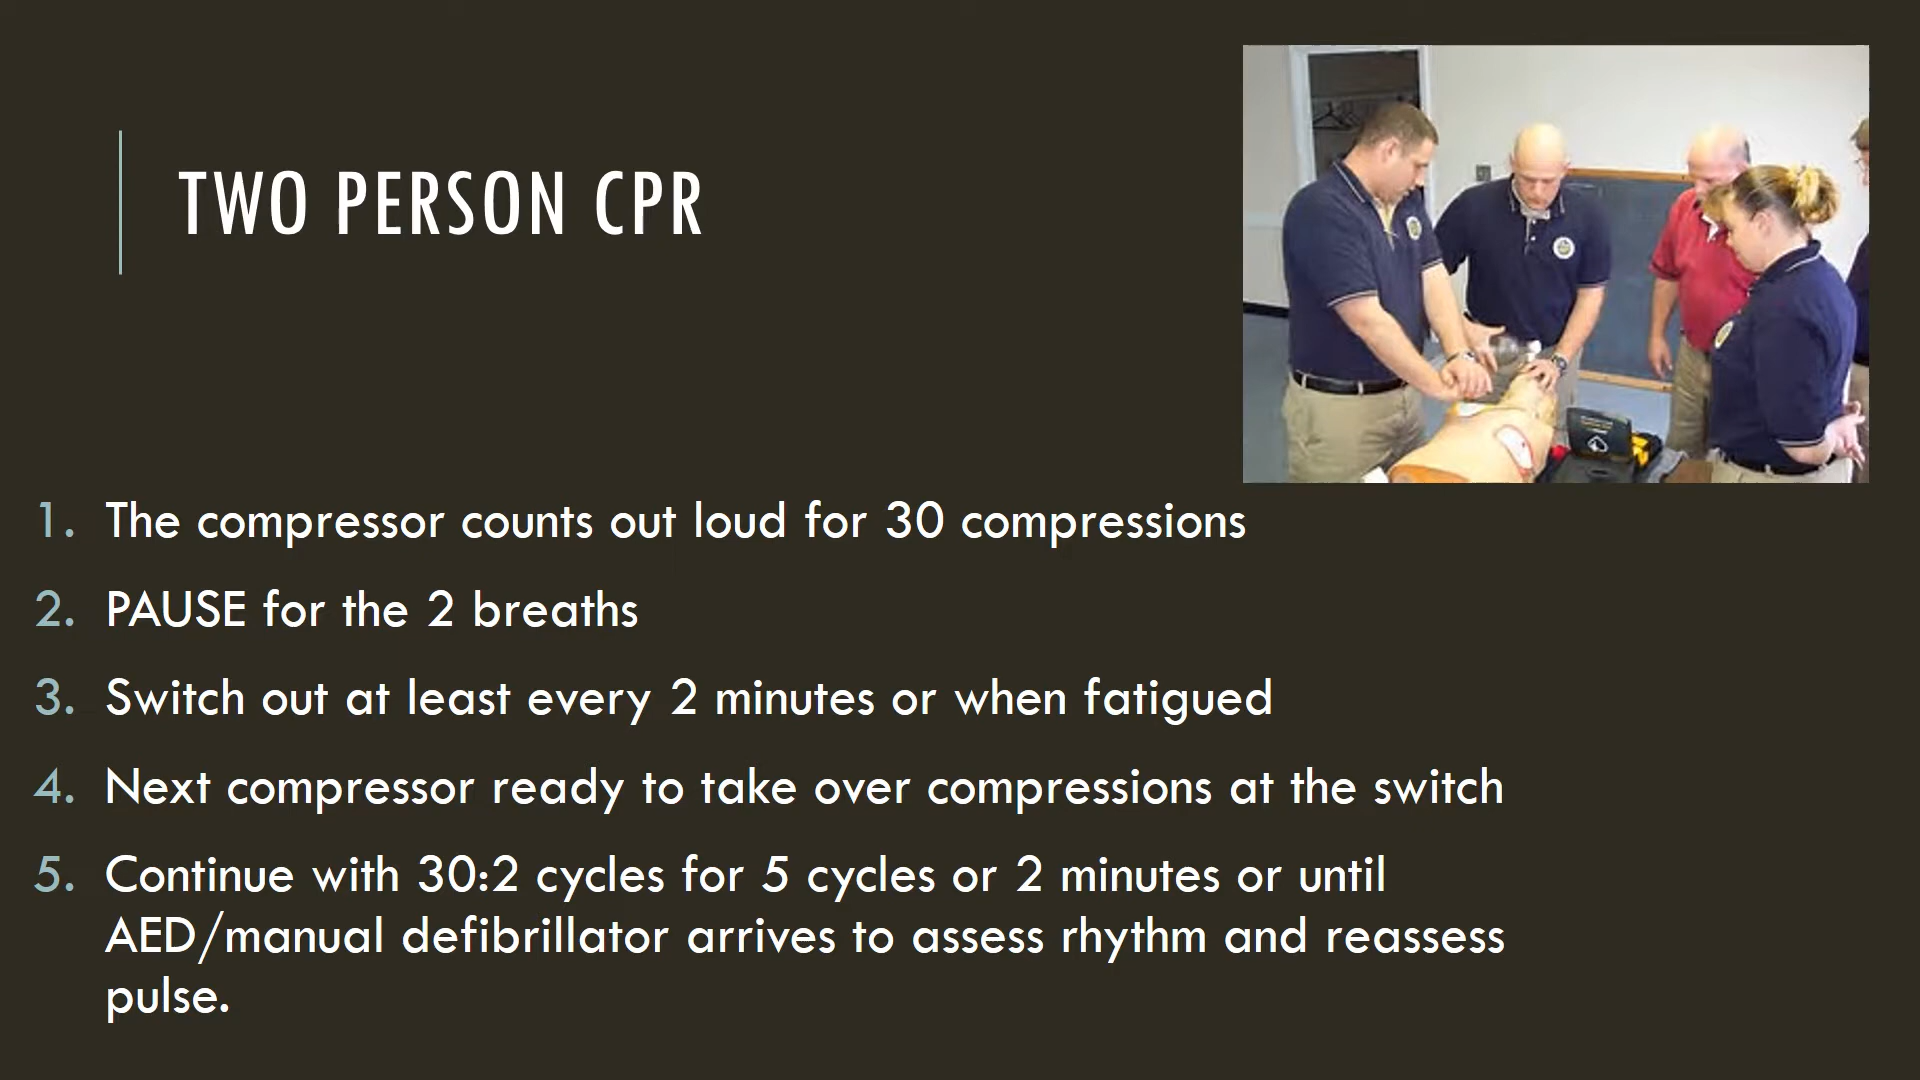 TWO PERSON CPR
1. The compressor counts out loud for 30 compressions
2. PAUSE for the 2 breaths
3. Switch out at least every 2 minutes or when fatigued
4. Next compressor ready to take over compressions at the switch
5. Continue with 30:2 cycles for 5 cycles or 2 minutes or until
AED/manual defibrillator arrives to assess rhythm and reassess
pulse.